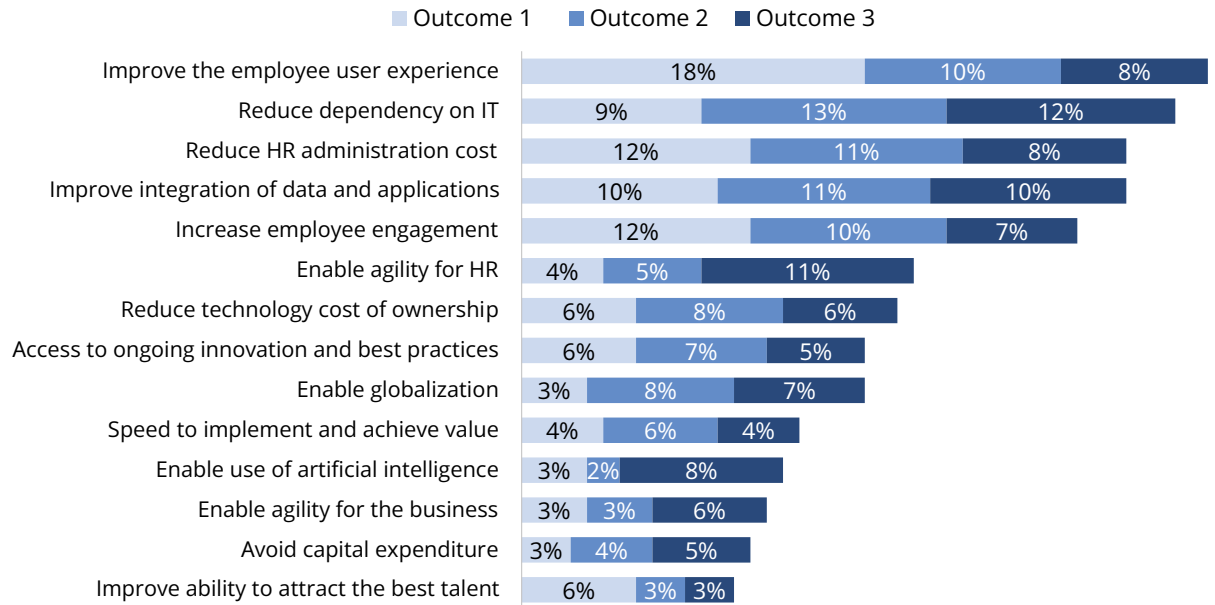 Outcome 1 Outcome 2 Outcome 3
Improve the employee user experience 18% 10% 8%
Reduce dependency on IT 9% 13% 12%
Reduce HR administration cost 12% 11% 8%
Improve integration of data and applications 10% 11% 10%
Increase employee engagement 12% 10% 7%
Enable agility for HR 4% 5% 11%
Reduce technology cost of ownership 6% 8% 6%
Access to ongoing innovation and best practices 6% 7% 5%
Enable globalization 3% 8% 7%
Speed to implement and achieve value 4% 6% 4%
Enable use of artificial intelligence 3% 2% 8%
Enable agility for the business 3% 3% 6%
Avoid capital expenditure 3% 4% 5%
Improve ability to attract the best talent 6% 3% 3%